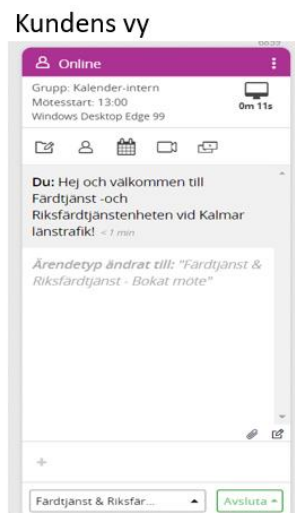 Kundens vy
Online
Grupp: Kalender-intern
Mötesstart: 13:00
Windows Desktop Edge 99
0m 11s
Du: Hej och välkommen till
Färdtjänst -och
Riksfärdtjänstenheten vid Kalmar
länstrafik! < 1 min
Ärendetyp ändrat till: "Färdtjänst &
Riksfärdtjänst - Bokat möte"
Färdtjänst & Riksfär...
Avsluta